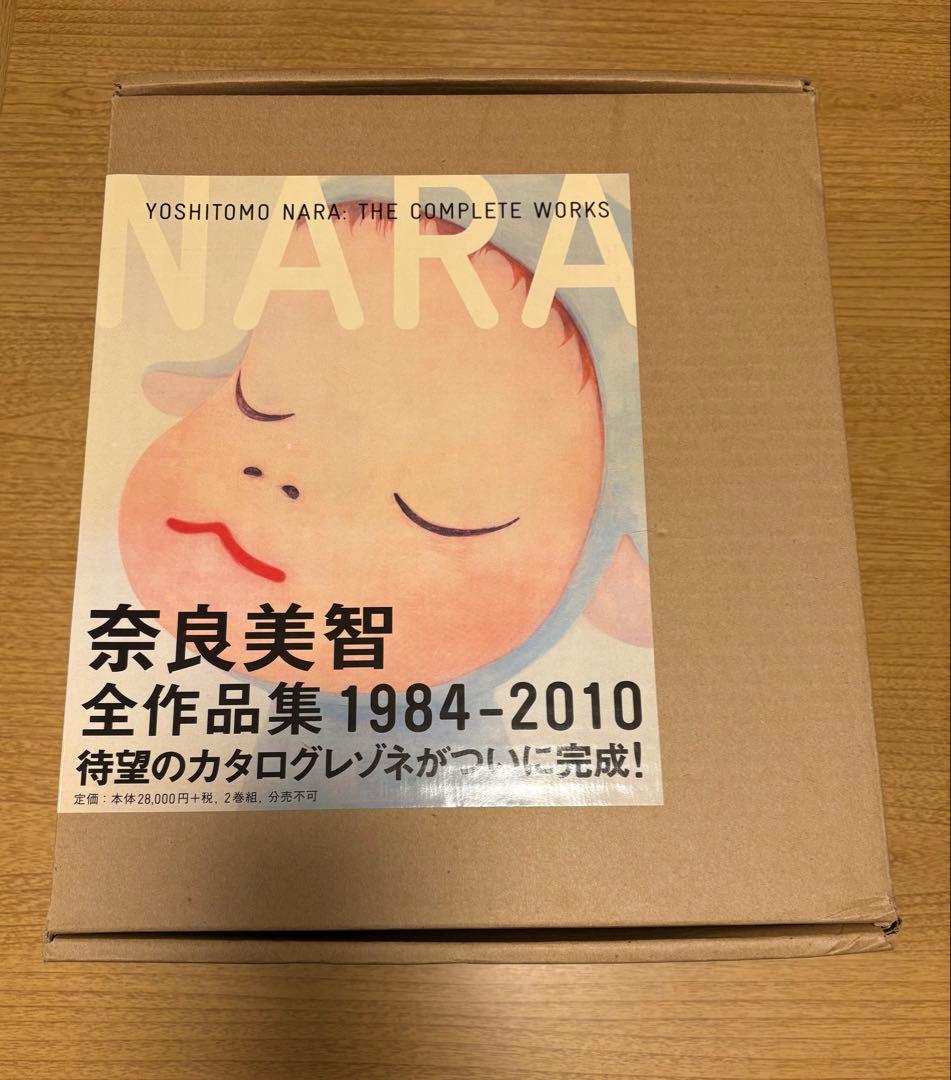 NARA
YOSHITOMO NARA: THE COMPLETE WORKS
奈良美智
全作品集 1984-2010
待望のカタログレゾネがついに完成!
定価:本体28,000円+税, 2巻組, 分売不可